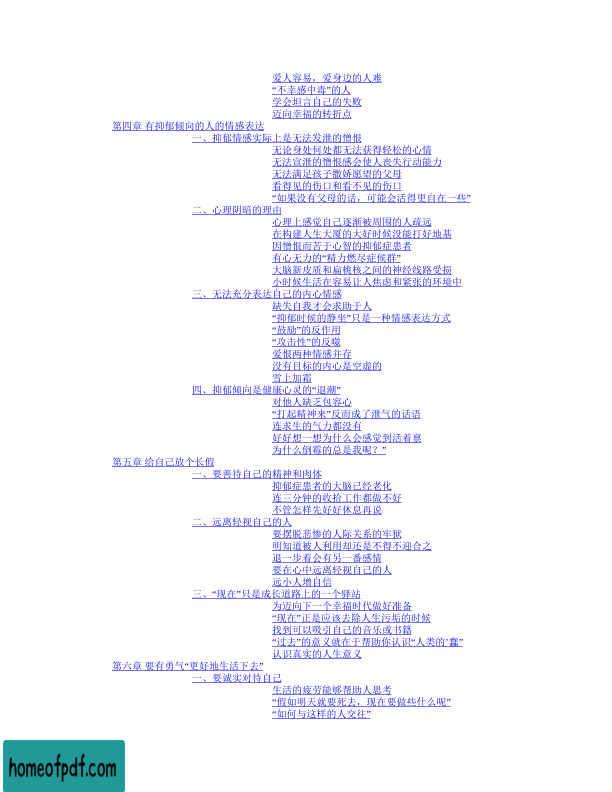 爱人容易，爱身边的人难
“不幸感中毒”的人
学会坦言自己的失败
迈向幸福的转折点
第四章 有抑郁倾向的人的情感表达
一、抑郁情感实际上是无法发泄的憎恨
无论身处何处都无法获得轻松的心情
无法宣泄的憎恨感会使人丧失行动能力
无法满足孩子撒娇愿望的父母
看得见的伤口和看不见的伤口
“如果没有父母的话，可能会活得更自在一些”
二、心理阴暗的理由
心理上感觉自己逐渐被周围的人疏远
在构建人生大厦的大好时候没能打好地基
因憎恨而苦于心智的抑郁症患者
有心无力的“精力燃尽症候群”
大脑新皮质和扁桃核之间的神经线路受损
小时候生活在容易让人焦虑和紧张的环境中
三、无法充分表达自己的内心情感
缺失自我才会求助于人
“抑郁时候的静坐”只是一种情感表达方式
“鼓励”的反作用
“攻击性”的反噬
爱恨两种情感并存
没有目标的内心是空虚的
雪上加霜
四、抑郁倾向是健康心灵的“退潮”
对他人缺乏包容心
“打起精神来”反而成了泄气的话语
连求生的气力都没有
好好想一想为什么会感觉到活着禀
为什么倒霉的总是我呢？”
第五章 给自己放个长假
一、要善待自己的精神和肉体
抑郁症患者的大脑已经老化
连三分钟的收拾工作都做不好
不管怎样先好好休息再说
二、远离轻视自己的人
要摆脱悲惨的人际关系的牢狱
明知道被人利用却还是不得不迎合之
退一步着会有另一番感情
要在心中远离轻视自己的人
远小人增自信
三、“现在”只是成长道路上的一个驿站
为迈向下一个幸福时代做好准备
“现在”正是应该去除人生污垢的时候
找到可以吸引自己的音乐或书籍
“过去”的意义就在于帮助你认识“人类的’蠢”
认识真实的人生意义
第六章 要有勇气“更好地生活下去”
一、要诚实对待自己
生活的疲劳能够帮助人思考
“假如明天就要死去，现在要做些什么呢”
“如何与这样的人交往”
homeofpdf.com